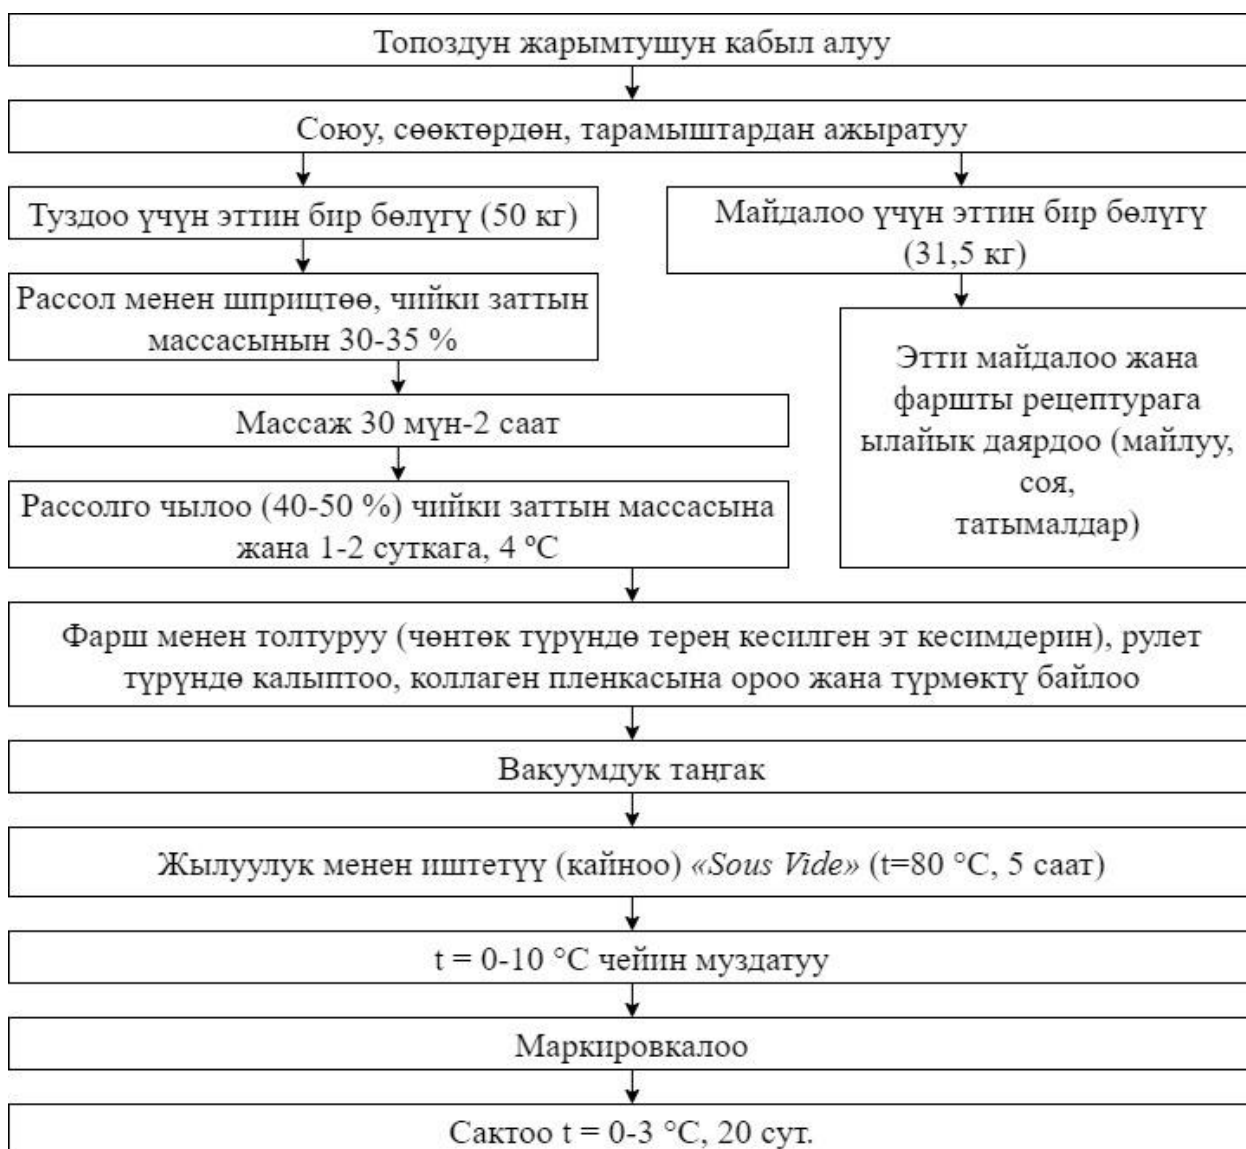 Топоздун жарымтушун кабыл алуу
Союу, сөөктөрдөн, тарамыштардан ажыратуу
Туздоо үчүн эттин бир бөлүгү (50 кг)
Рассол менен шприцтөө, чийки заттын
массасынын 30-35 %
Массаж 30 мүн-2 саат
Рассолго чылоо (40-50 %) чийки заттын массасына
жана 1-2 суткага, 4 ºС
Майдалоо үчүн эттин бир бөлүгү
(31,5 кг)
Этти майдалоо жана
фаршты рецептурага
ылайык даярдоо (майлуу,
соя,
татымалдар)
Фарш менен толтуруу (чөнтөк түрүндө терең кесилген эт кесимдерин), рулет
түрүндө калыптоо, коллаген пленкасына ороо жана түрмөктү байлоо
Вакуумдук таңгак
Жылуулук менен иштетүү (кайноо) «Sous Vide» (t=80 °C, 5 саат)
t = 0-10 °C чейин муздатуу
Маркировкалоо
Сактоо t = 0-3 °C, 20 сут.